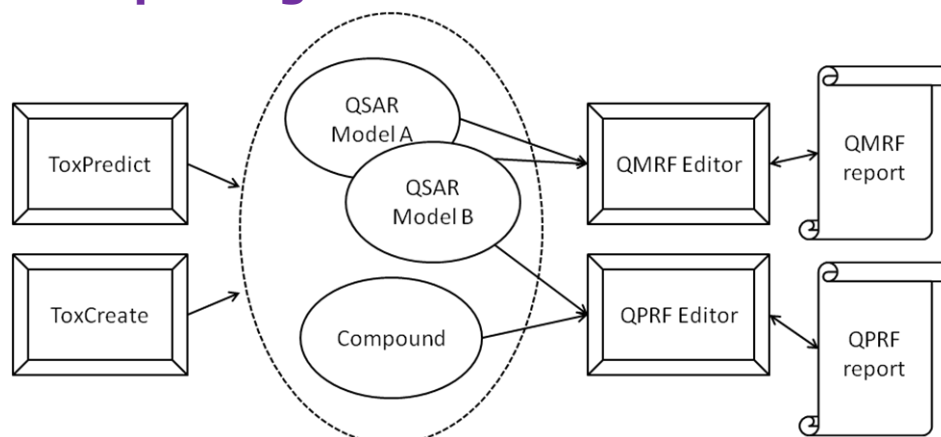 ToxPredict
ToxCreate
QSAR
Model A
QSAR
Model B
Compound
QMRF Editor
QPRF Editor
QMRF
report
QPRF
report